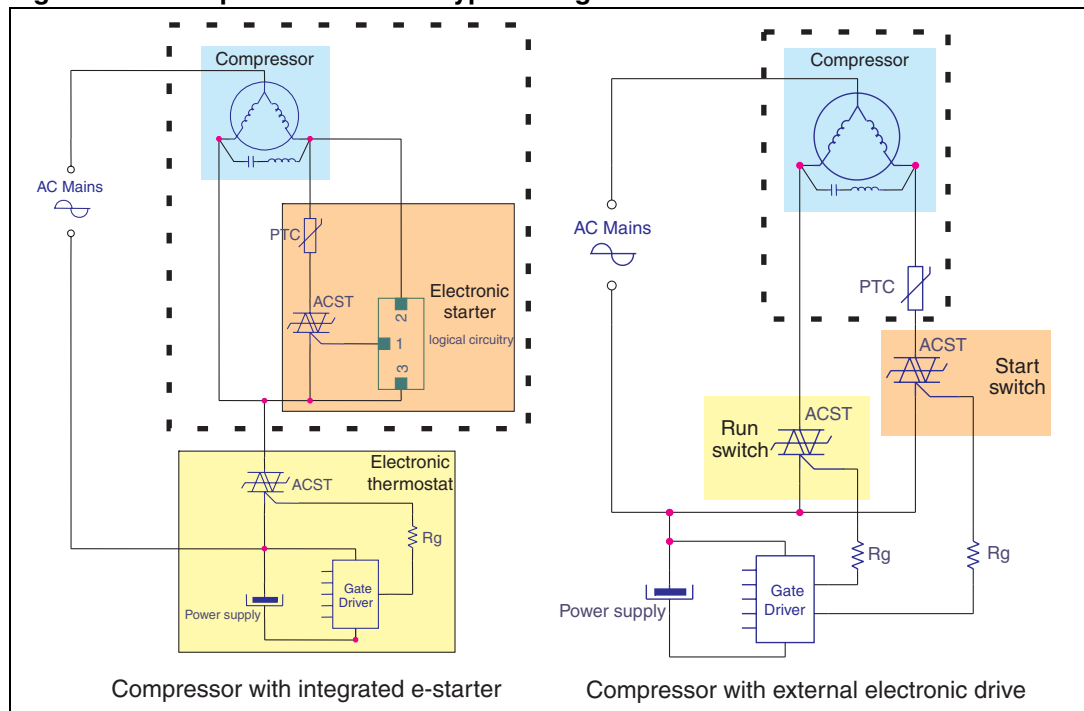 Compressor
AC Mains
PTC
ACST
Electronic
starter
logical circuitry
2
1
3
Electronic
thermostat
ACST
Rg
Gate
Driver
Power supply
Compressor with integrated e-starter
Compressor
AC Mains
PTC
ACST
Start
switch
ACST
Run
switch
Rg
Rg
Gate
Driver
Power supply
Compressor with external electronic drive